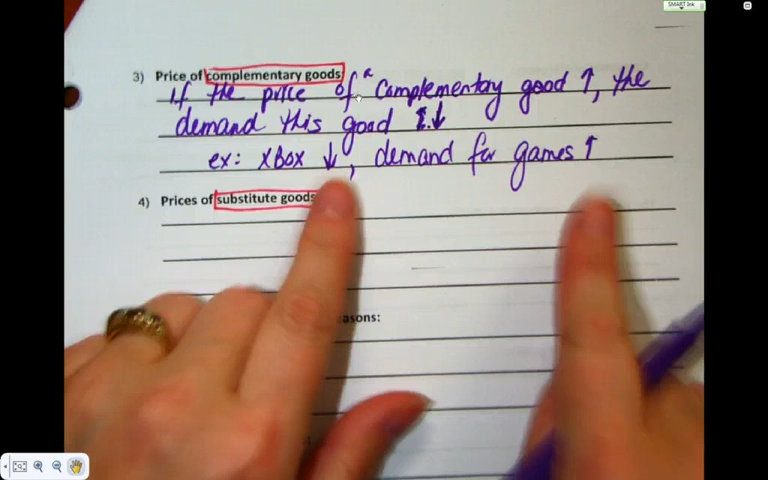 SMART Ink
3) Price of complementary goods
If the price of a complementary good ↑, the
demand this good ↓
ex: XBox ↓, demand for games ↑
4) Prices of substitute goods
asons: